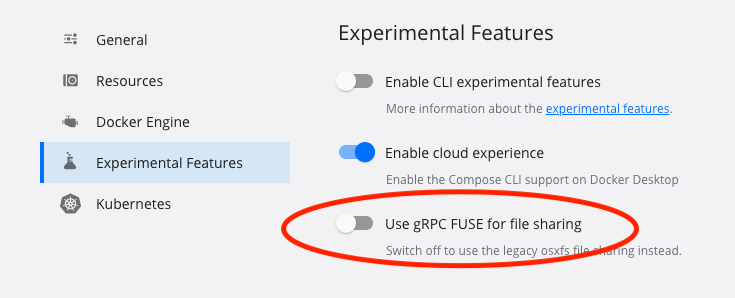 General
Resources
Docker Engine
Experimental Features
Kubernetes
Experimental Features
Enable CLI experimental features
More information about the experimental features.
Enable cloud experience
Enable the Compose CLI support on Docker Desktop
Use gRPC FUSE for file sharing
Switch off to use the legacy osxfs file sharing instead.